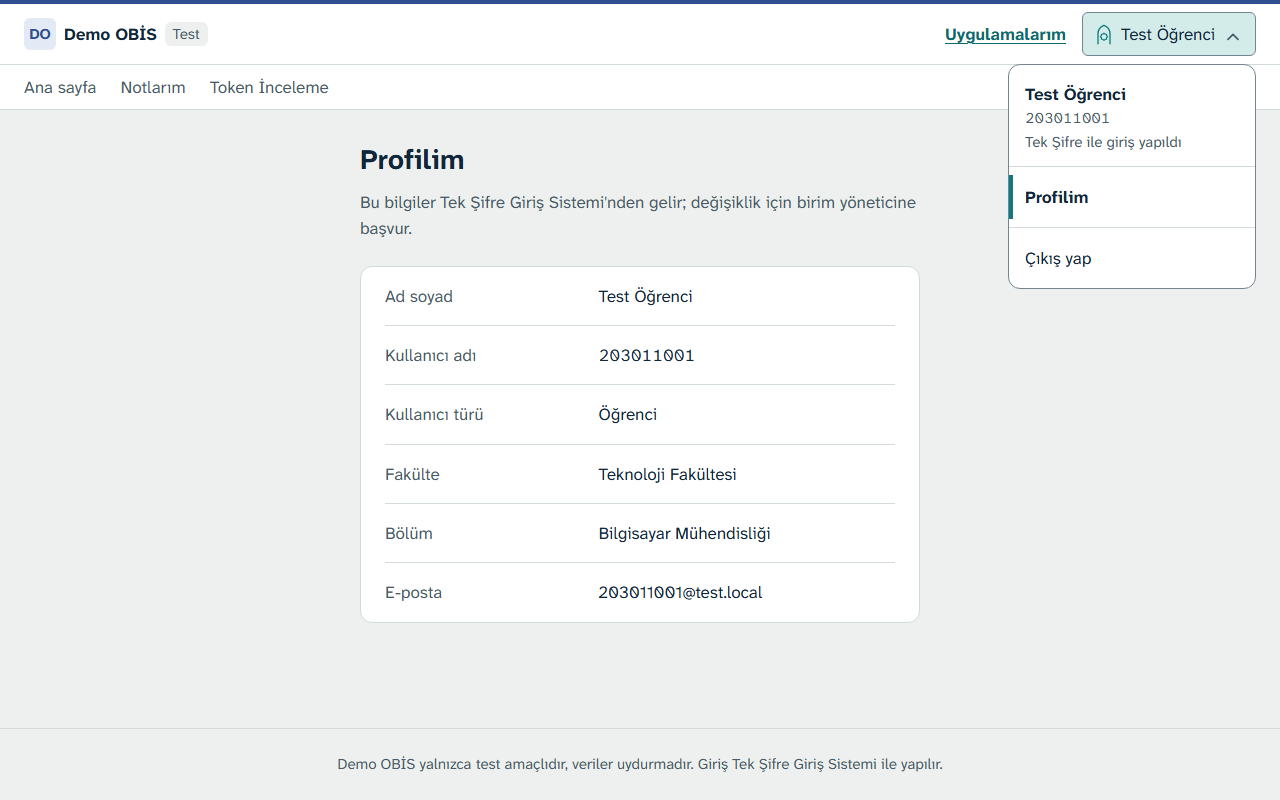 DO Demo OBİS Test
Uygulamalarım
Test Öğrenci
Ana sayfa Notlarım Token İnceleme
Test Öğrenci
203011001
Tek Şifre ile giriş yapıldı
Profilim
Çıkış yap
Profilim
Bu bilgiler Tek Şifre Giriş Sistemi'nden gelir; değişiklik için birim yöneticine
başvur.
Ad soyad Test Öğrenci
Kullanıcı adı 203011001
Kullanıcı türü Öğrenci
Fakülte Teknoloji Fakültesi
Bölüm Bilgisayar Mühendisliği
E-posta 203011001@test.local
Demo OBİS yalnızca test amaçlıdır, veriler uydurmadır. Giriş Tek Şifre Giriş Sistemi ile yapılır.